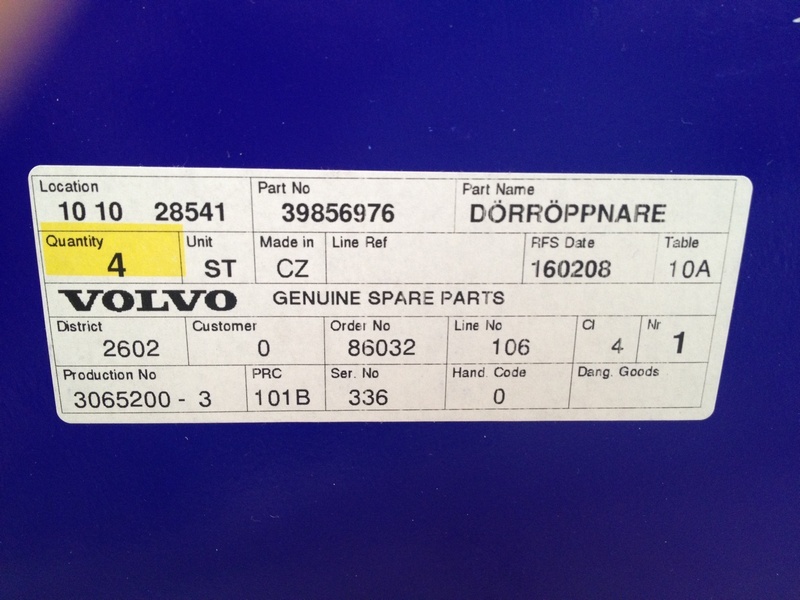 Location Part No Part Name
10 10 28541 39856976 DÖRRÖPPNARE
Quantity Unit Made in Line Ref RFS Date Table
4 ST CZ 160208 10A
VOLVO GENUINE SPARE PARTS
District Customer Order No Line No Cl Nr
2602 0 86032 106 4 1
Production No PRC Ser. No Hand. Code Dang. Goods
3065200 - 3 101B 336 0